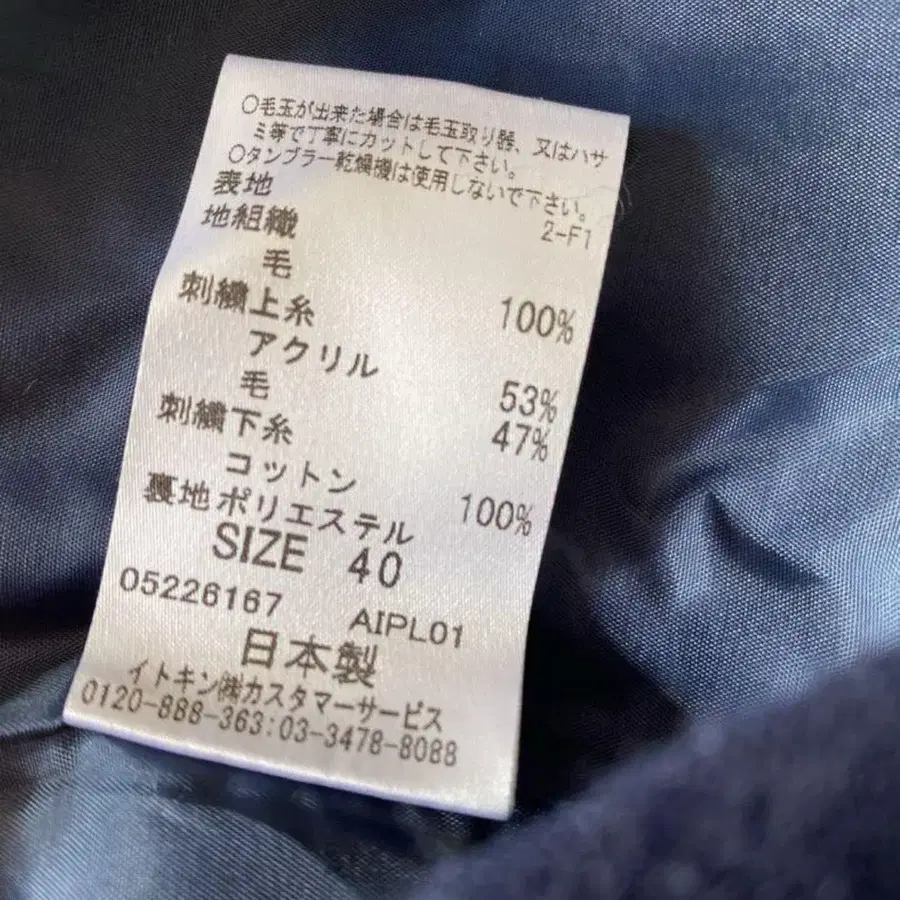 ○毛玉が出来た場合は毛玉取り器、又はハサ
ミ等で丁寧にカットして下さい。
○タンブラー乾燥機は使用しないで下さい。
表地 2-F1
地組織
毛 100%
刺繍上糸
アクリル 53%
毛 47%
刺繍下糸
コットン 100%
裏地ポリエステル
SIZE 40
05226167 AIPL01
日本製
イトキン㈱カスタマーサービス
0120-888-363:03-3478-8088